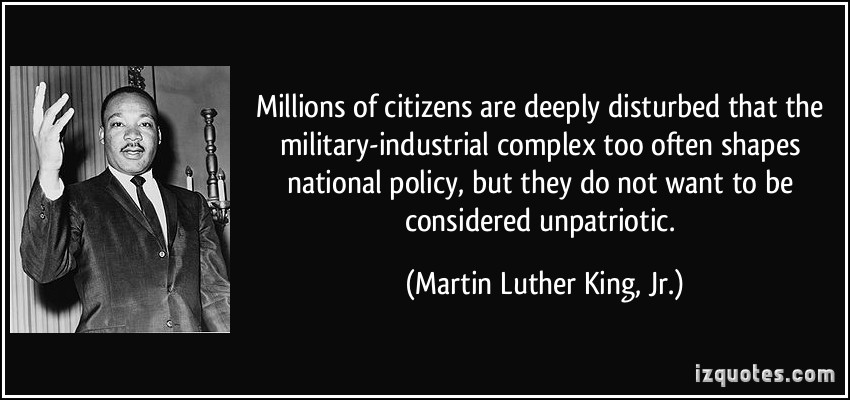 Millions of citizens are deeply disturbed that the
military-industrial complex too often shapes
national policy, but they do not want to be
considered unpatriotic.
(Martin Luther King, Jr.)
izquotes.com